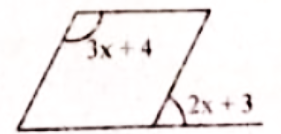 3x + 4
2x + 3